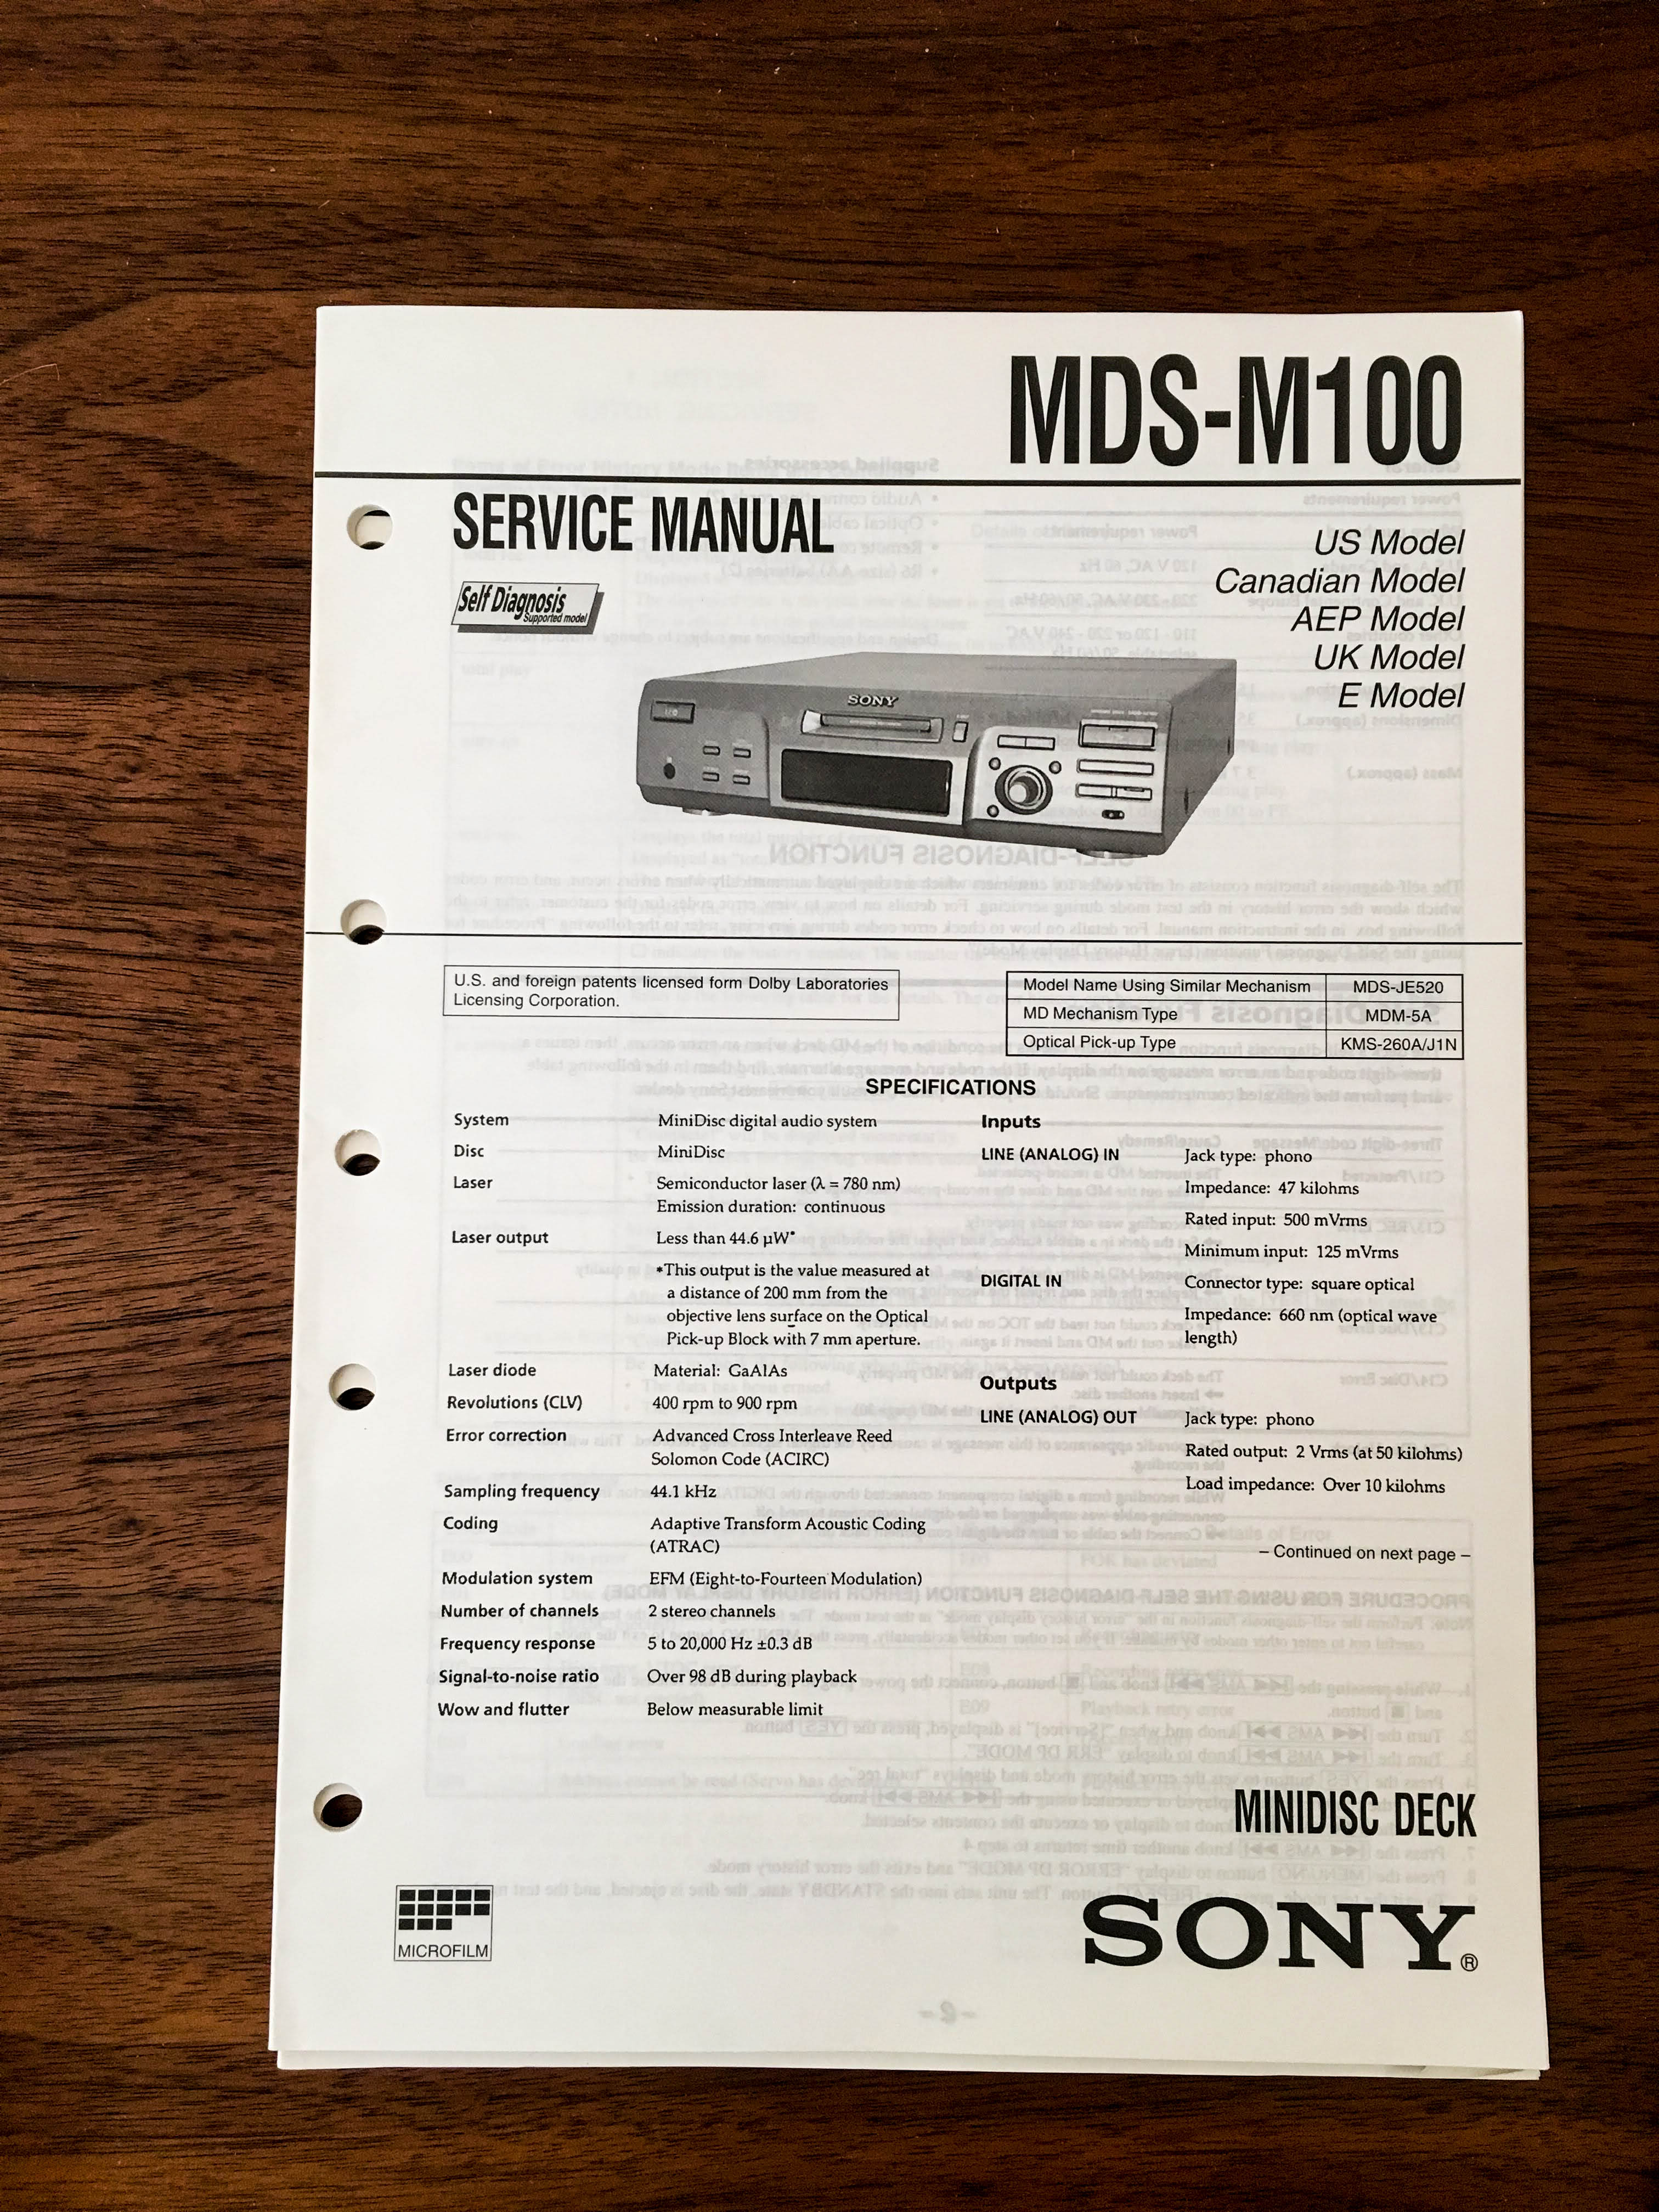 MDS-M100
SERVICE MANUAL
Self Diagnosis
Supported model
US Model
Canadian Model
AEP Model
UK Model
E Model
SONY
U.S. and foreign patents licensed form Dolby Laboratories
Licensing Corporation.
Model Name Using Similar Mechanism MDS-JE520
MD Mechanism Type MDM-5A
Optical Pick-up Type KMS-260A/J1N
SPECIFICATIONS
System MiniDisc digital audio system
Disc MiniDisc
Laser Semiconductor laser (λ = 780 nm)
Emission duration: continuous
Laser output Less than 44.6 µW*
*This output is the value measured at
a distance of 200 mm from the
objective lens surface on the Optical
Pick-up Block with 7 mm aperture.
Laser diode Material: GaAlAs
Revolutions (CLV) 400 rpm to 900 rpm
Error correction Advanced Cross Interleave Reed
Solomon Code (ACIRC)
Sampling frequency 44.1 kHz
Coding Adaptive Transform Acoustic Coding
(ATRAC)
Modulation system EFM (Eight-to-Fourteen Modulation)
Number of channels 2 stereo channels
Frequency response 5 to 20,000 Hz ±0.3 dB
Signal-to-noise ratio Over 98 dB during playback
Wow and flutter Below measurable limit
Inputs
LINE (ANALOG) IN Jack type: phono
Impedance: 47 kilohms
Rated input: 500 mVrms
Minimum input: 125 mVrms
DIGITAL IN Connector type: square optical
Impedance: 660 nm (optical wave
length)
Outputs
LINE (ANALOG) OUT Jack type: phono
Rated output: 2 Vrms (at 50 kilohms)
Load impedance: Over 10 kilohms
– Continued on next page –
MINIDISC DECK
MICROFILM
SONY®